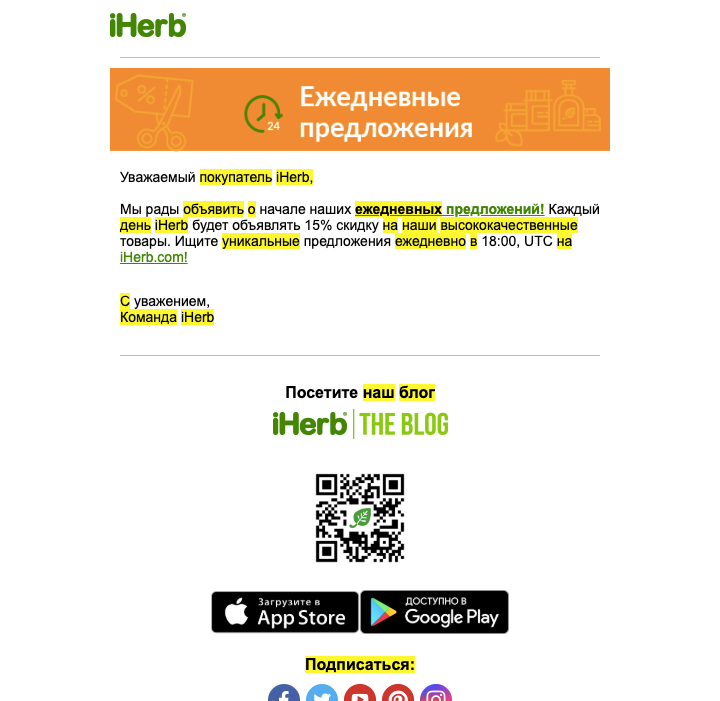 iHerb
Ежедневные
24
предложения
Уважаемый покупатель iHerb,
Мы рады объявить о начале наших ежедневных предложений! Каждый
день iHerb будет объявлять 15% скидку на наши высококачественные
товары. Ищите уникальные предложения ежедневно в 18:00, UTC на
iHerb.com!
С уважением,
Команда iHerb
Посетите наш блог
iHerb THE BLOG
Загрузите в
App Store
ДОСТУПНО В
Google Play
Подписаться: